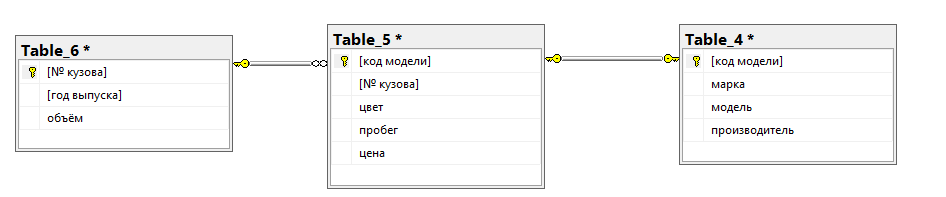 Table_6 *
[№ кузова]
[год выпуска]
объём
Table_5 *
[код модели]
[№ кузова]
цвет
пробег
цена
Table_4 *
[код модели]
марка
модель
производитель